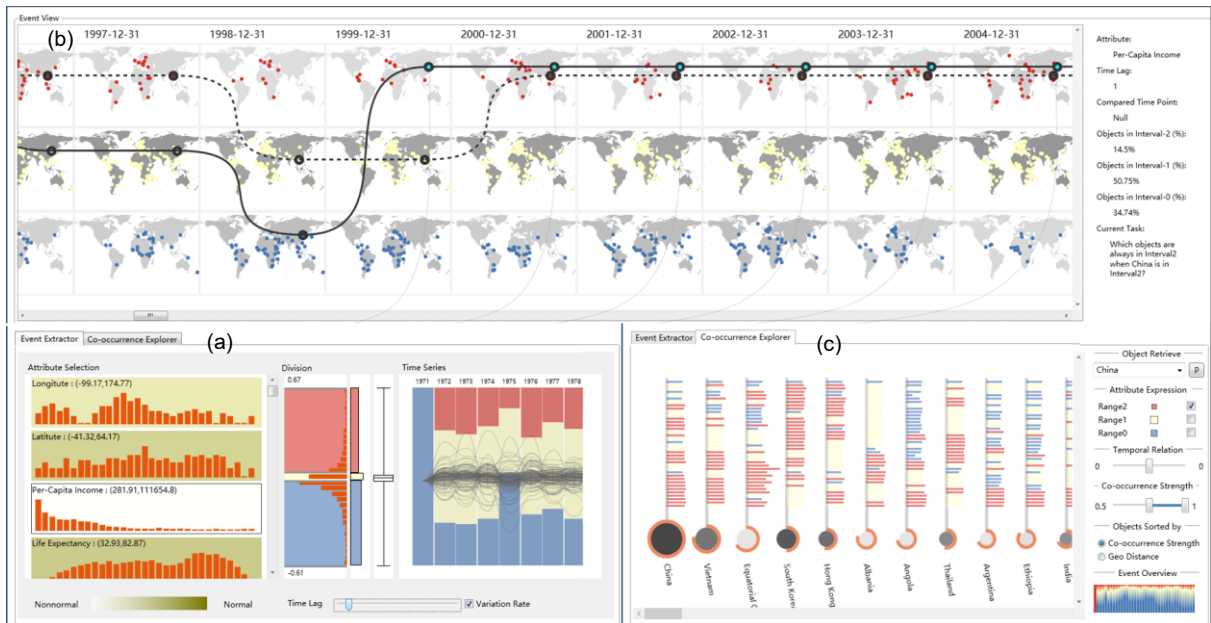 Event View
(b)
1997-12-31 1998-12-31 1999-12-31 2000-12-31 2001-12-31 2002-12-31 2003-12-31 2004-12-31
Attribute:
Per-Capita Income
Time Lag:
1
Compared Time Point:
Null
Objects in Interval-2 (%):
14.5%
Objects in Interval-1 (%):
50.75%
Objects in Interval-0 (%):
34.74%
Current Task:
Which objects are
always in Interval2
when China is in
Interval2?
Event Extractor Co-occurrence Explorer
(a)
Attribute Selection
Longitute : (-99.17,174.77)
Latitute : (-41.32,64.17)
Per-Capita Income : (281.91,111654.8)
Life Expectancy : (32.93,82.87)
Nonnormal Normal
Division
0.67
-0.61
Time Series
1971 1972 1973 1974 1975 1976 1977 1978
Time Lag
Variation Rate
Event Extractor Co-occurrence Explorer
(c)
China
Vietnam
Equatorial G
South Korea
Hong Kong
Albania
Angola
Thailand
Argentina
Ethiopia
India
Object Retrieve
China P
Attribute Expression
Range2
Range1
Range0
Temporal Relation
0 0
Co-occurrence Strength
0.5 1
Objects Sorted by
Co-occurrence Strength
Geo Distance
Event Overview